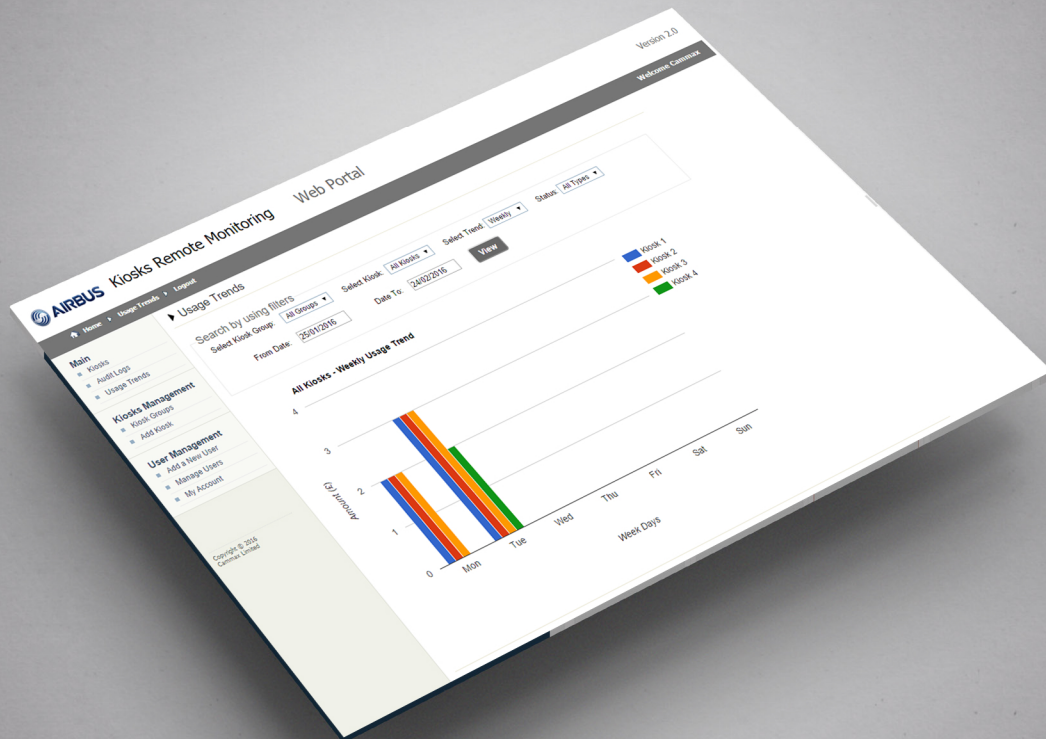 Version 2.0
AIRBUS Kiosks Remote Monitoring Web Portal
Welcome Cammax
Home Usage Trends Logout
Main
Kiosks
Audit Logs
Usage Trends
Kiosks Management
Kiosk Groups
Add Kiosk
User Management
Add a New User
Manage Users
My Account
Copyright © 2016
Cammax Limited
Usage Trends
Search by using filters
Select Kiosk Group: All Groups Select Kiosk: All Kiosks Select Trend: Weekly Status: All Types
From Date: 25/01/2016 Date To: 24/02/2016 View
All Kiosks - Weekly Usage Trend
Kiosk 1
Kiosk 2
Kiosk 3
Kiosk 4
4
3
2
1
0
Amount (£)
Mon Tue Wed Thu Fri Sat Sun
Week Days